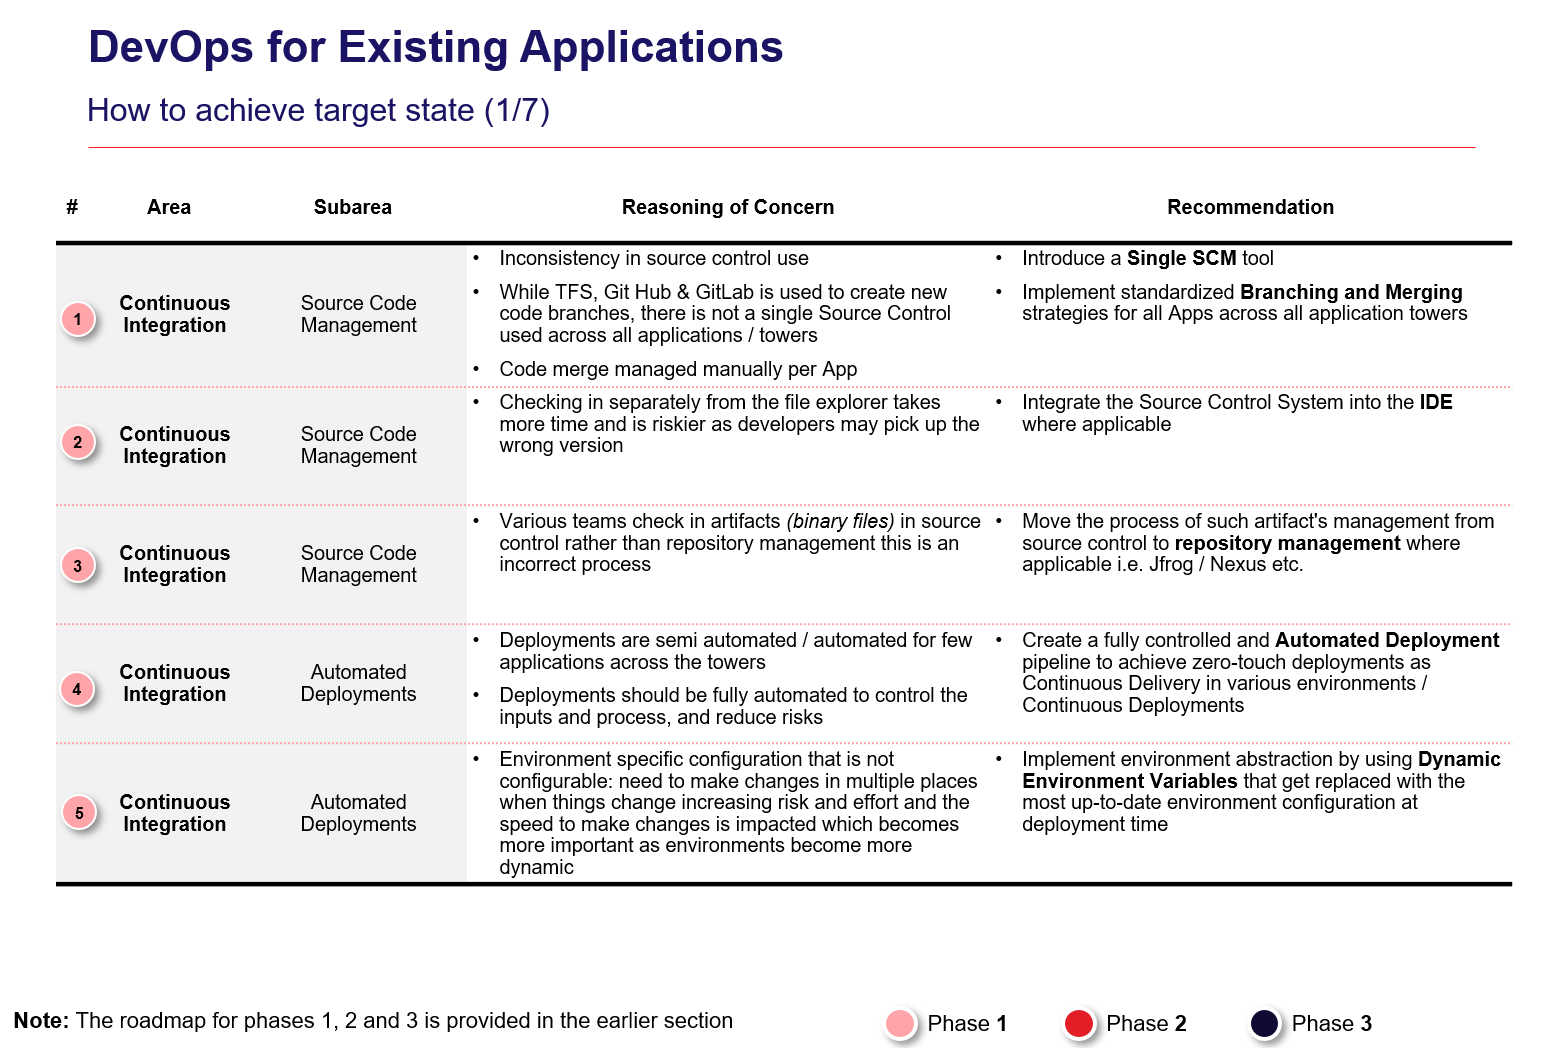 DevOps for Existing Applications
How to achieve target state (1/7)
# Area Subarea Reasoning of Concern Recommendation
1
Continuous
Integration
Source Code
Management
• Inconsistency in source control use
• While TFS, Git Hub & GitLab is used to create new
code branches, there is not a single Source Control
used across all applications / towers
• Code merge managed manually per App
• Introduce a Single SCM tool
• Implement standardized Branching and Merging
strategies for all Apps across all application towers
2
Continuous
Integration
Source Code
Management
• Checking in separately from the file explorer takes
more time and is riskier as developers may pick up the
wrong version
• Integrate the Source Control System into the IDE
where applicable
3
Continuous
Integration
Source Code
Management
• Various teams check in artifacts (binary files) in source
control rather than repository management this is an
incorrect process
• Move the process of such artifact's management from
source control to repository management where
applicable i.e. Jfrog / Nexus etc.
4
Continuous
Integration
Automated
Deployments
• Deployments are semi automated / automated for few
applications across the towers
• Deployments should be fully automated to control the
inputs and process, and reduce risks
• Create a fully controlled and Automated Deployment
pipeline to achieve zero-touch deployments as
Continuous Delivery in various environments /
Continuous Deployments
5
Continuous
Integration
Automated
Deployments
• Environment specific configuration that is not
configurable: need to make changes in multiple places
when things change increasing risk and effort and the
speed to make changes is impacted which becomes
more important as environments become more
dynamic
• Implement environment abstraction by using Dynamic
Environment Variables that get replaced with the
most up-to-date environment configuration at
deployment time
Note: The roadmap for phases 1, 2 and 3 is provided in the earlier section
Phase 1
Phase 2
Phase 3